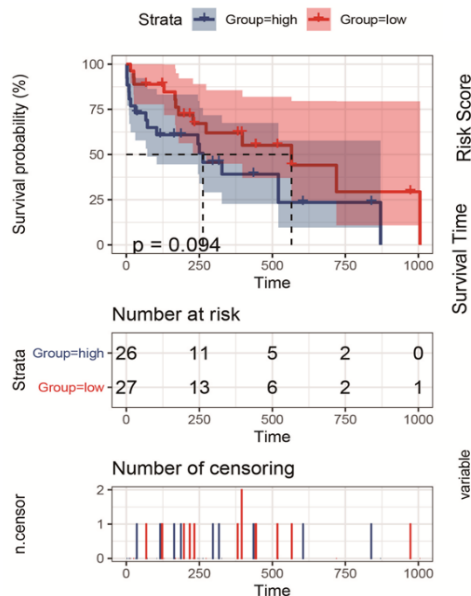 Strata Group=high Group=low
Survival probability (%)
100
75
50
25
0
p = 0.094
0 250 500 750 1000
Time
Risk Score
Survival Time
Number at risk
Strata
Group=high 26 11 5 2 0
Group=low 27 13 6 2 1
0 250 500 750 1000
Time
Number of censoring
n.censor
2
1
0
0 250 500 750 1000
Time
variable